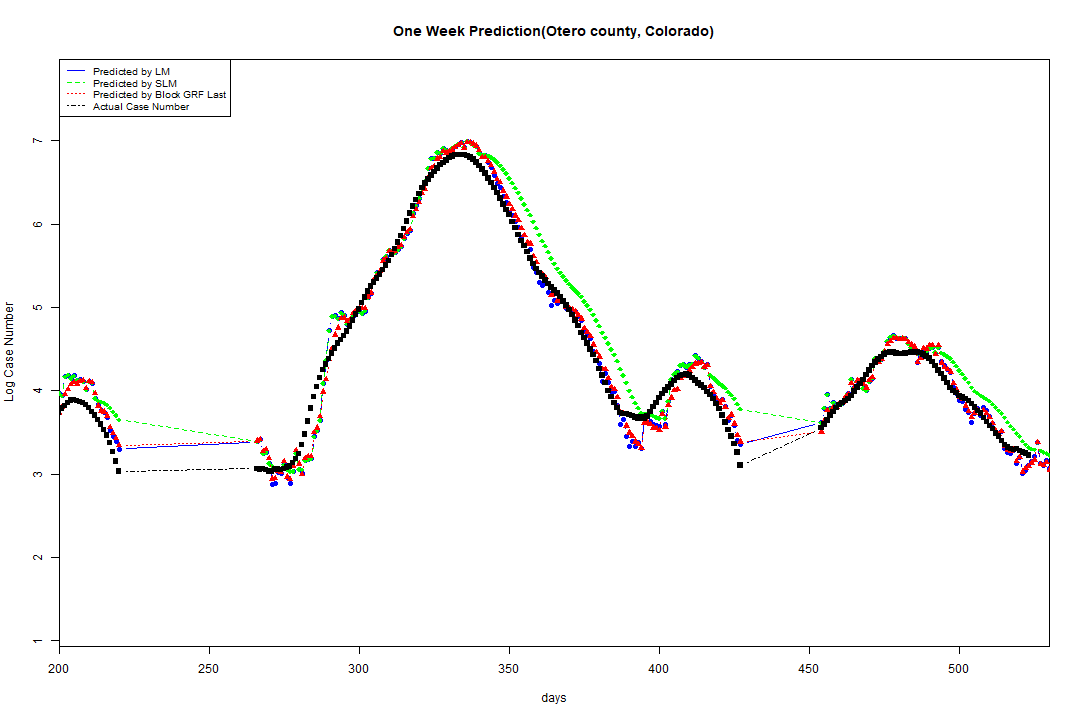 One Week Prediction(Otero county, Colorado)
Predicted by LM
Predicted by SLM
Predicted by Block GRF Last
Actual Case Number
Log Case Number
7
6
5
4
3
2
1
200 250 300 350 400 450 500
days